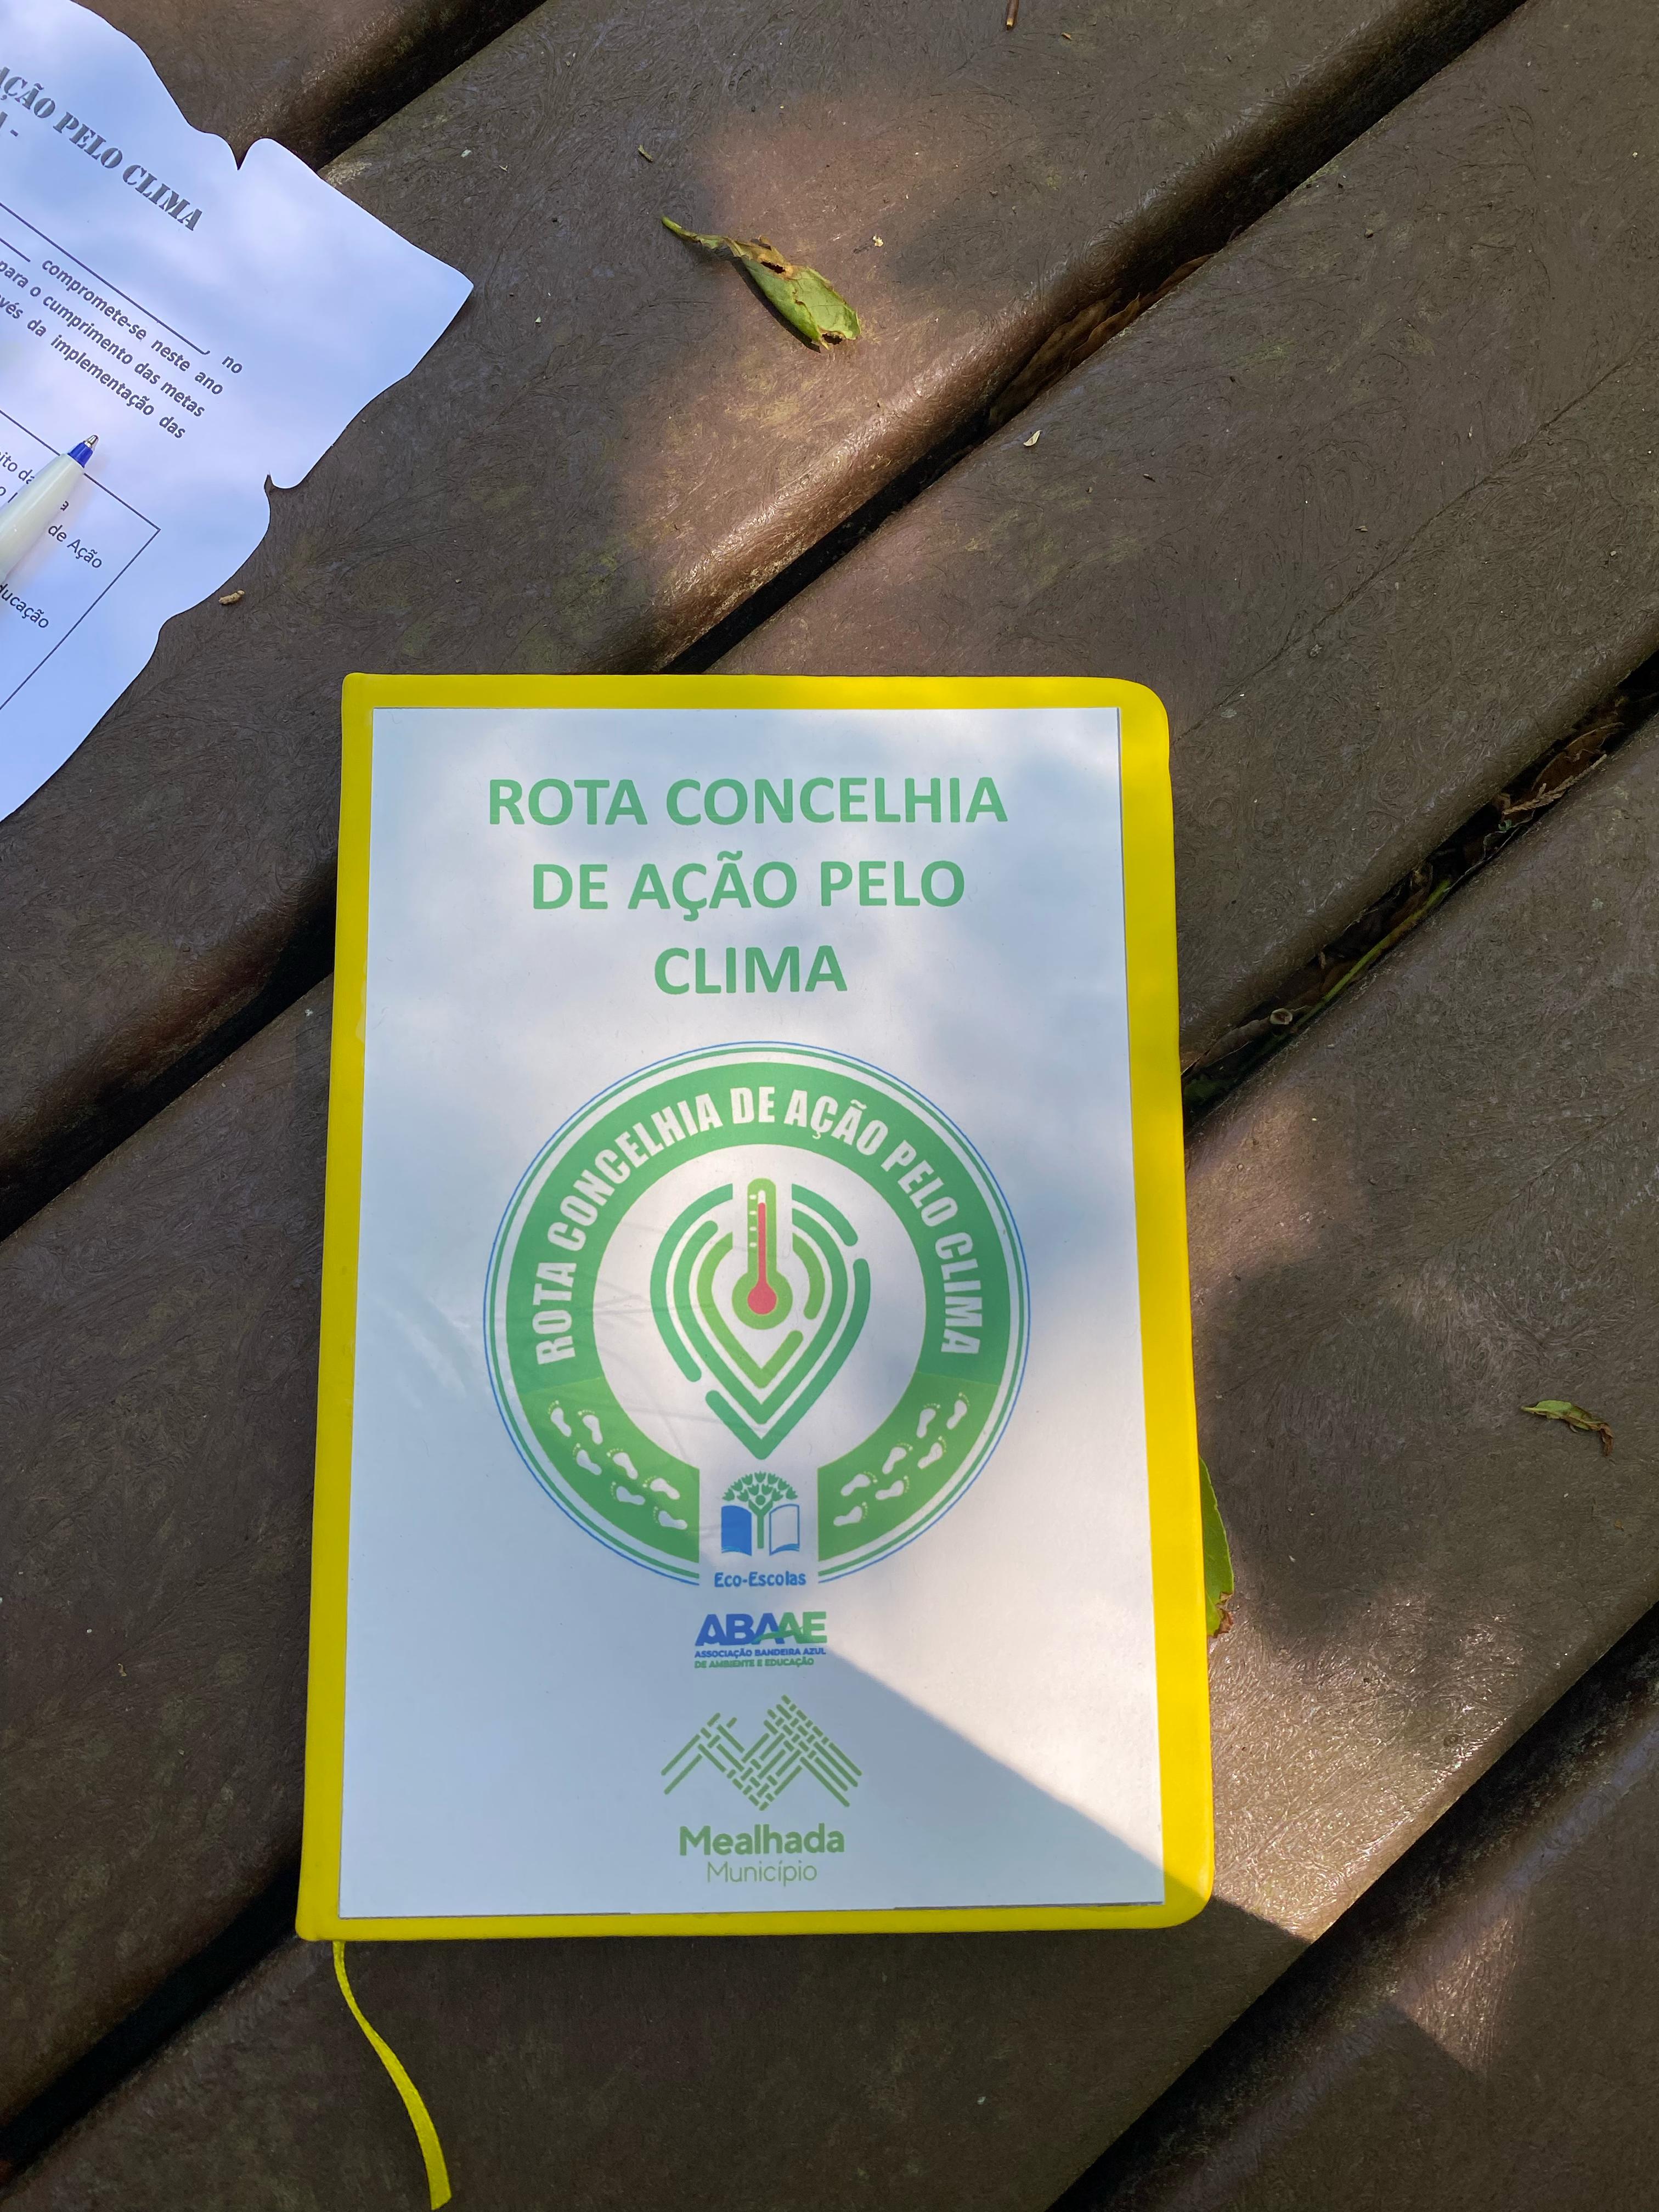 AÇÃO PELO CLIMA
compromete-se neste ano
no
para o cumprimento das metas
da implementação das
de Ação
ROTA CONCELHIA
DE AÇÃO PELO
CLIMA
ROTA CONCELHIA DE AÇÃO PELO CLIMA
Eco-Escolas
ABAAE
ASSOCIAÇÃO BANDEIRA AZUL
DE AMBIENTE E EDUCAÇÃO
Mealhada
Município